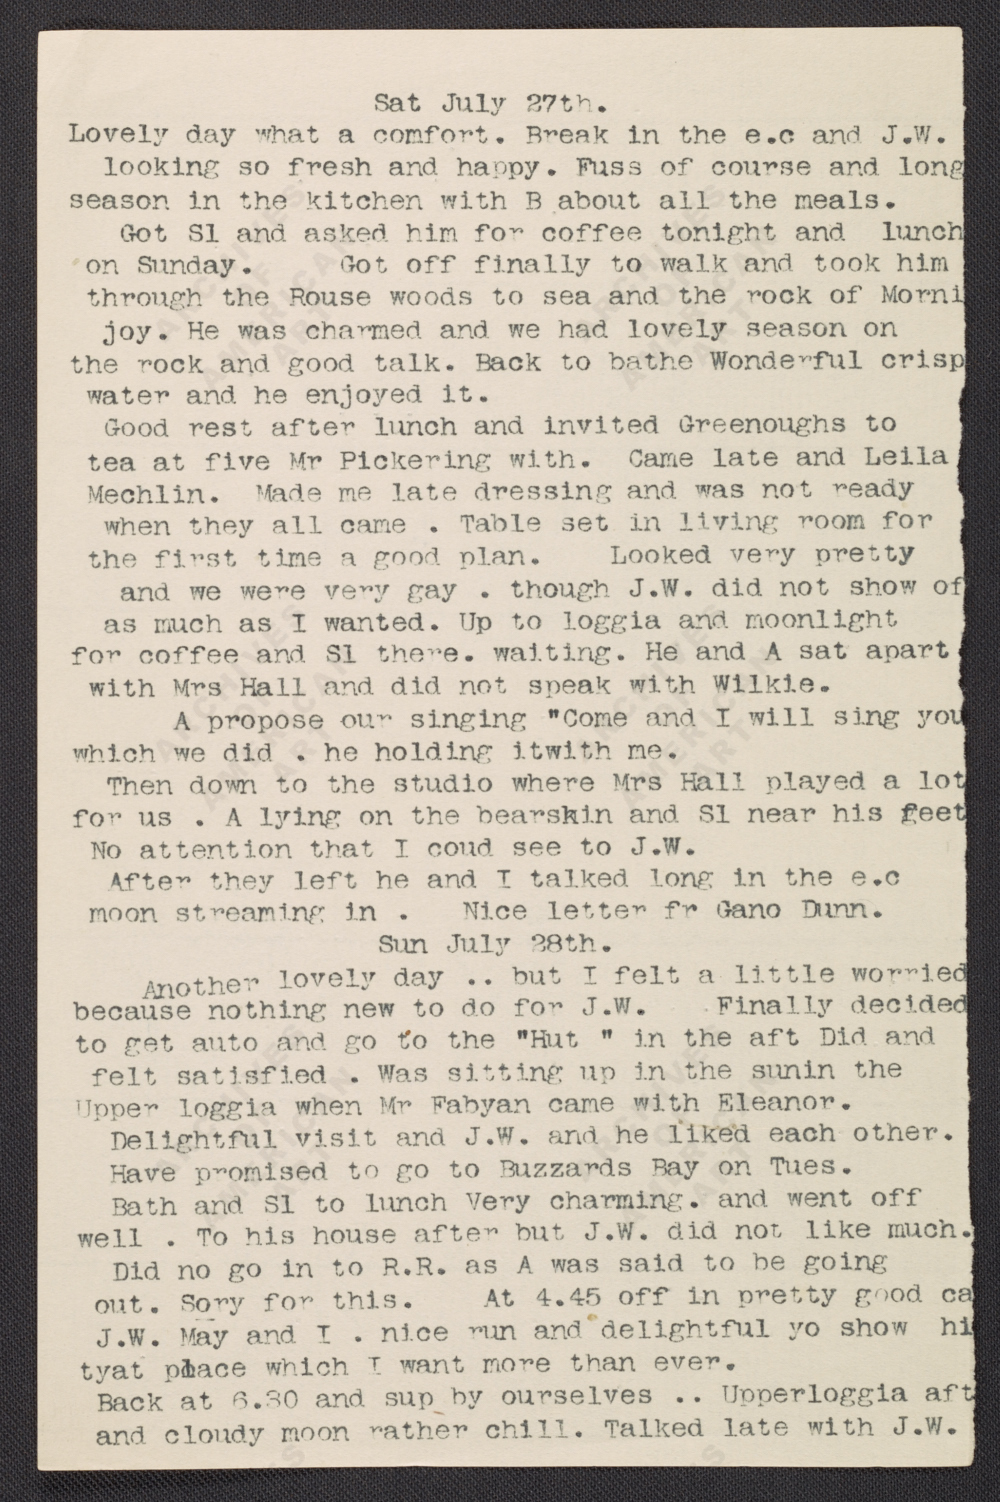 Sat July 27th.
Lovely day what a comfort. Break in the e.c and J.W.
looking so fresh and happy. Fuss of course and long
season in the kitchen with B about all the meals.
Got Sl and asked him for coffee tonight and lunch
on Sunday. Got off finally to walk and took him
through the Rouse woods to sea and the rock of Morni
joy. He was charmed and we had lovely season on
the rock and good talk. Back to bathe Wonderful crisp
water and he enjoyed it.
Good rest after lunch and invited Greenoughs to
tea at five Mr Pickering with. Came late and Leila
Mechlin. Made me late dressing and was not ready
when they all came . Table set in living room for
the first time a good plan. Looked very pretty
and we were very gay . though J.W. did not show of
as much as I wanted. Up to loggia and moonlight
for coffee and Sl there. waiting. He and A sat apart
with Mrs Hall and did not speak with Wilkie.
A propose our singing "Come and I will sing you
which we did . he holding itwith me.
Then down to the studio where Mrs Hall played a lot
for us . A lying on the bearskin and Sl near his feet
No attention that I coud see to J.W.
After they left he and I talked long in the e.c
moon streaming in . Nice letter fr Gano Dunn.
Sun July 28th.
Another lovely day .. but I felt a little worried
because nothing new to do for J.W. Finally decided
to get auto and go to the "Hut " in the aft Did and
felt satisfied . Was sitting up in the sunin the
Upper loggia when Mr Fabyan came with Eleanor.
Delightful visit and J.W. and he liked each other.
Have promised to go to Buzzards Bay on Tues.
Bath and Sl to lunch Very charming. and went off
well . To his house after but J.W. did not like much.
Did no go in to R.R. as A was said to be going
out. Sory for this. At 4.45 off in pretty good ca
J.W. May and I . nice run and delightful yo show hi
tyat place which I want more than ever.
Back at 6.30 and sup by ourselves .. Upperloggia aft
and cloudy moon rather chill. Talked late with J.W.